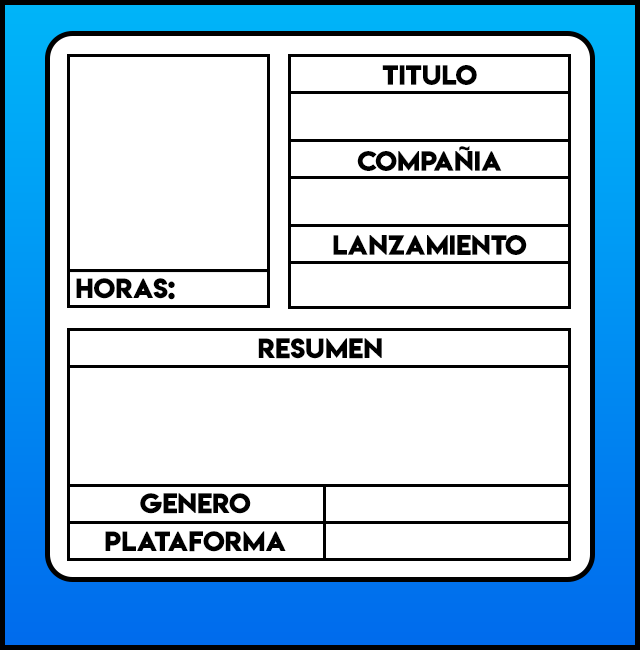 TITULO
COMPAÑIA
LANZAMIENTO
HORAS:
RESUMEN
GENERO
PLATAFORMA